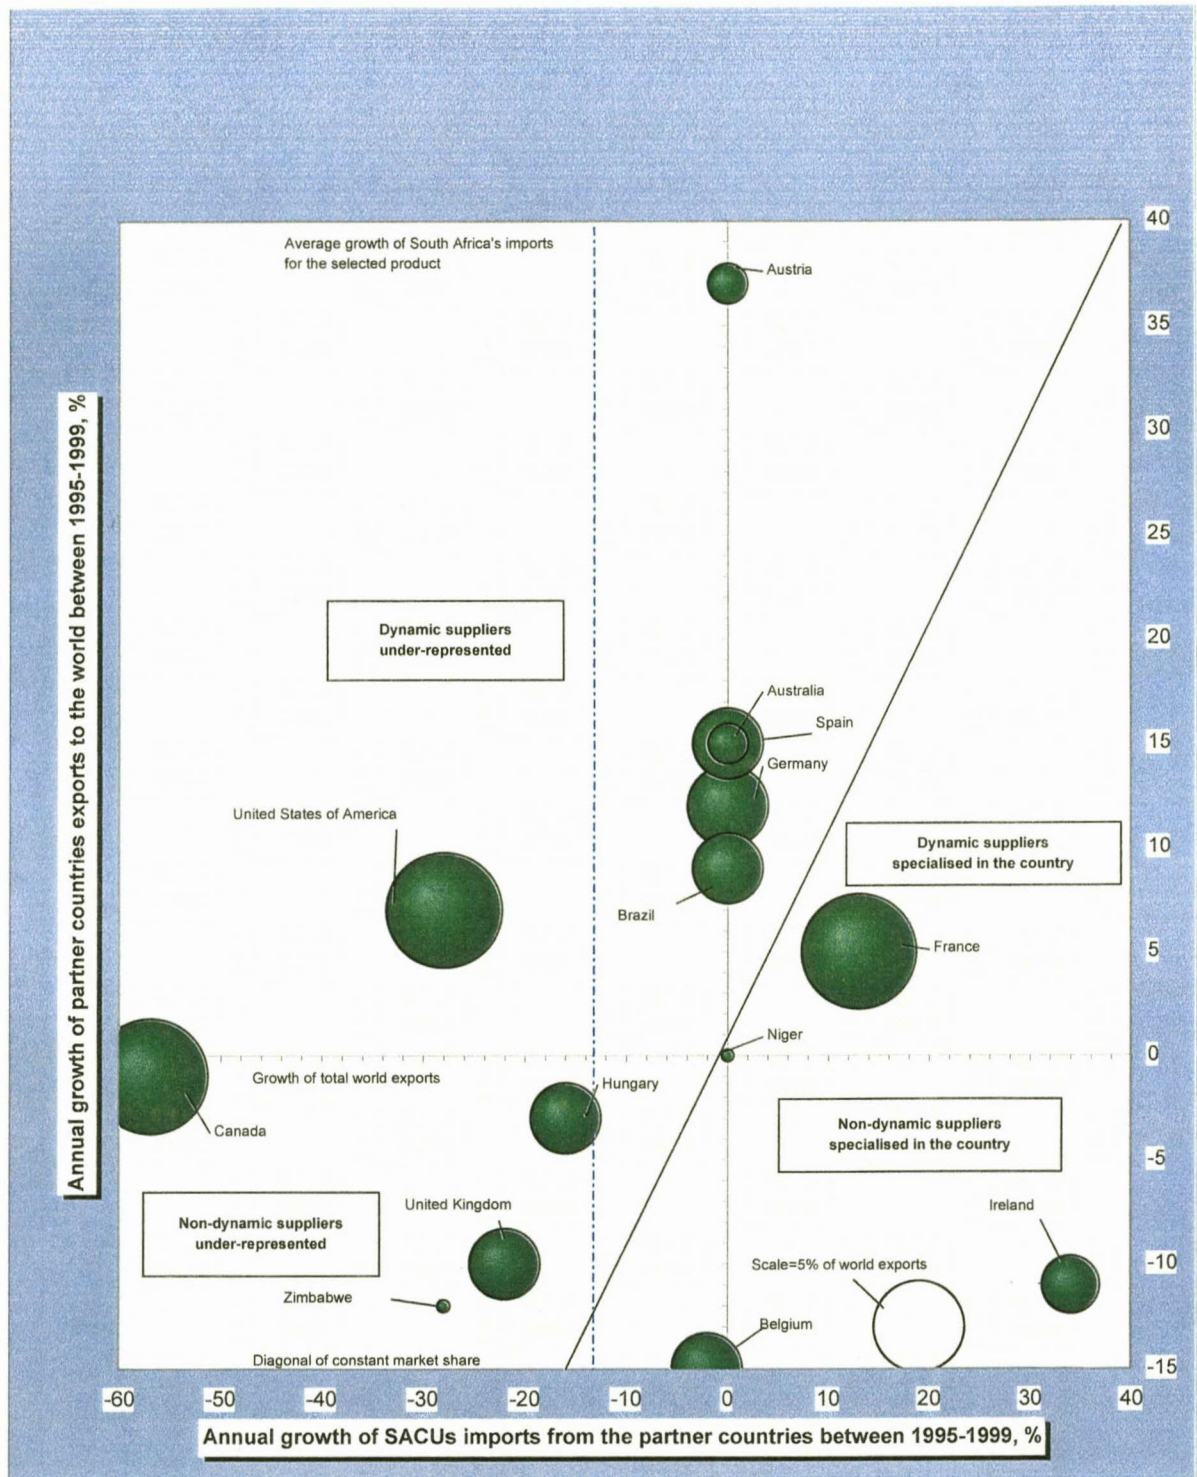 Average growth of South Africa's imports
for the selected product
Austria
40
35
30
25
20
15
10
5
0
-5
-10
-15
Annual growth of partner countries exports to the world between 1995-1999, %
Dynamic suppliers
under-represented
Australia
Spain
Germany
United States of America
Brazil
Dynamic suppliers
specialised in the country
France
Niger
Growth of total world exports
Hungary
Canada
Non-dynamic suppliers
specialised in the country
Non-dynamic suppliers
under-represented
United Kingdom
Ireland
Scale=5% of world exports
Zimbabwe
Belgium
Diagonal of constant market share
-60 -50 -40 -30 -20 -10 0 10 20 30 40
Annual growth of SACUs imports from the partner countries between 1995-1999, %